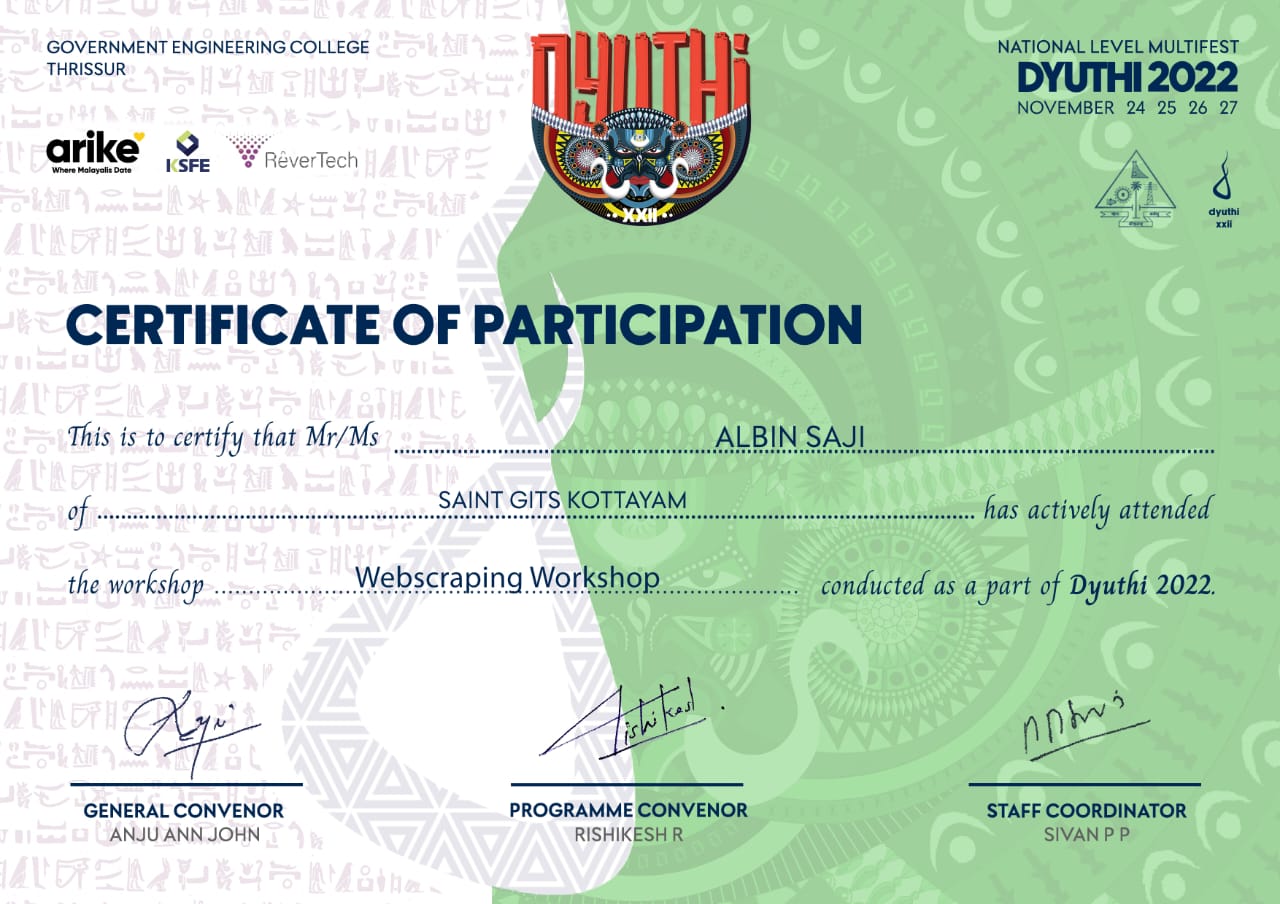 GOVERNMENT ENGINEERING COLLEGE
THRISSUR
arike
Where Malayalis Date
KSFE
RêverTech
DYUTHi
XXII
NATIONAL LEVEL MULTIFEST
DYUTHI 2022
NOVEMBER 24 25 26 27
dyuthi
xxii
CERTIFICATE OF PARTICIPATION
This is to certify that Mr/Ms ALBIN SAJI
of SAINT GITS KOTTAYAM has actively attended
the workshop Webscraping Workshop conducted as a part of Dyuthi 2022.
Rishikesh
GENERAL CONVENOR
ANJU ANN JOHN
PROGRAMME CONVENOR
RISHIKESH R
STAFF COORDINATOR
SIVAN P P